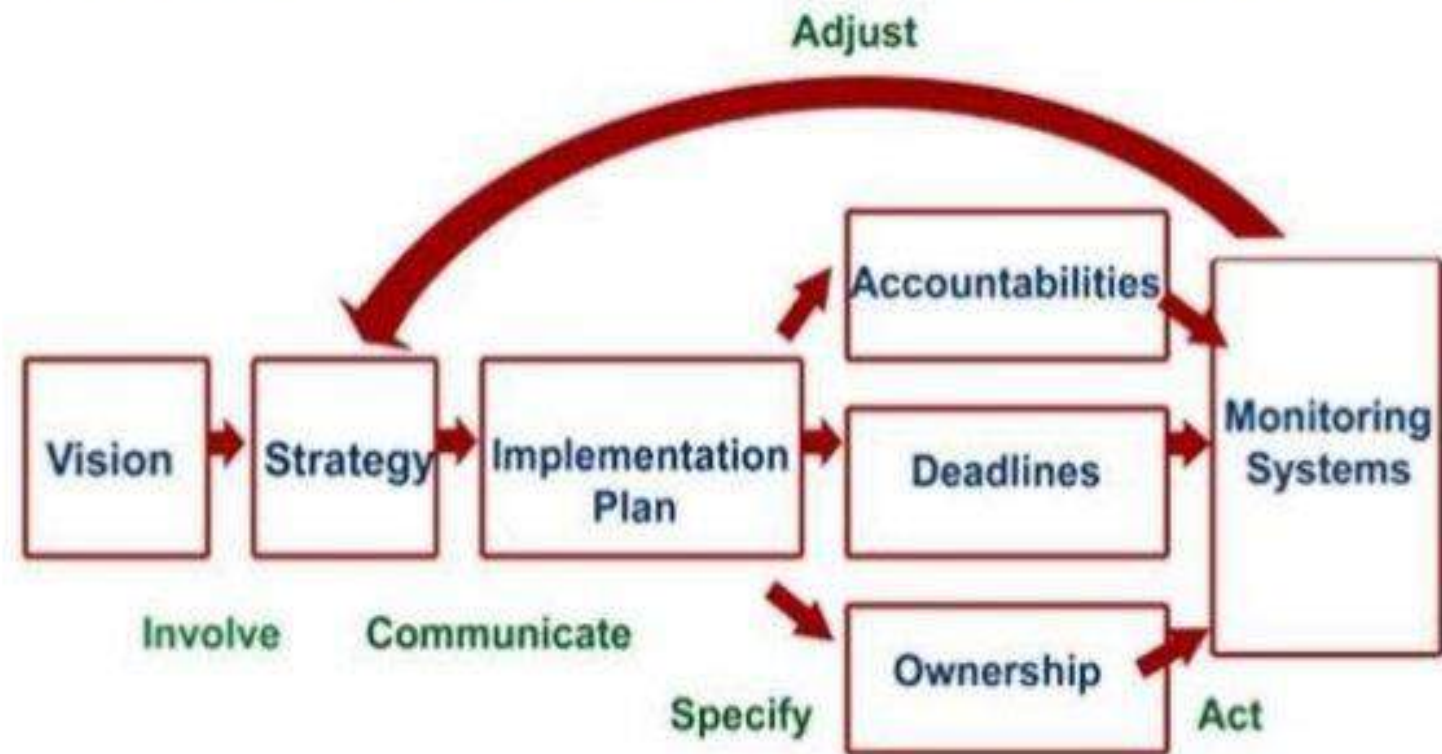 Adjust
Accountabilities
Vision
Strategy
Implementation
Plan
Deadlines
Monitoring
Systems
Ownership
Involve
Communicate
Specify
Act